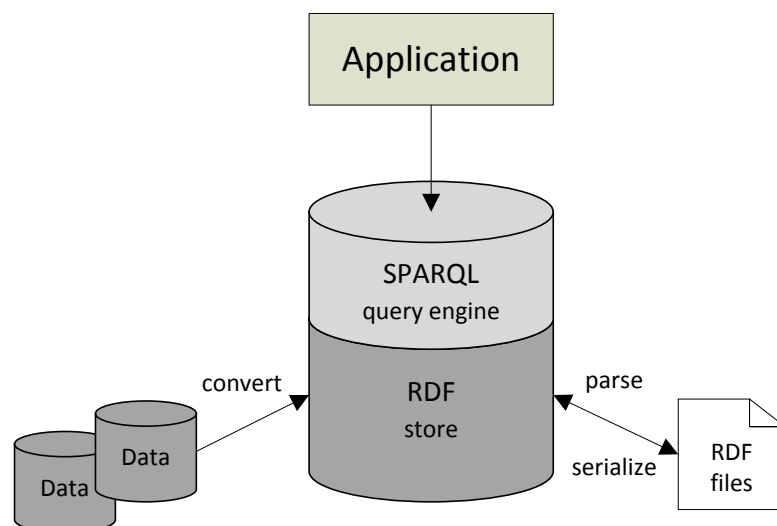 Application
SPARQL
query engine
convert
RDF
store
parse
serialize
Data
Data
RDF
files